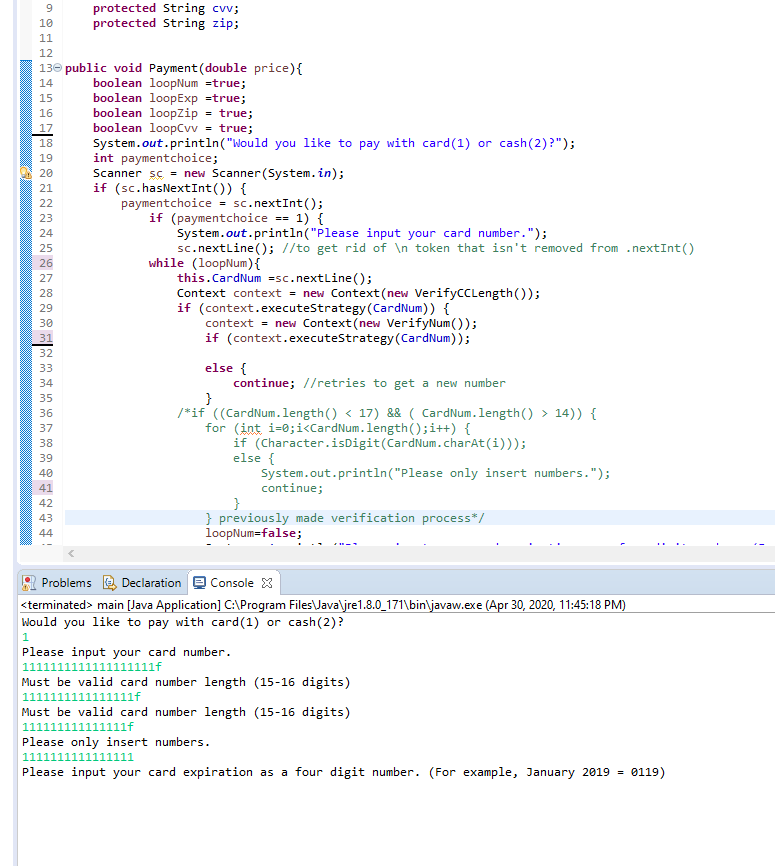 9 protected String cvv;
10 protected String zip;
11
12
13 public void Payment(double price){
14 boolean loopNum =true;
15 boolean loopExp =true;
16 boolean loopZip = true;
17 boolean loopCvv = true;
18 System.out.println("Would you like to pay with card(1) or cash(2)?");
19 int paymentchoice;
20 Scanner sc = new Scanner(System.in);
21 if (sc.hasNextInt()) {
22 paymentchoice = sc.nextInt();
23 if (paymentchoice == 1) {
24 System.out.println("Please input your card number.");
25 sc.nextLine(); //to get rid of \n token that isn't removed from .nextInt()
26 while (loopNum){
27 this.CardNum =sc.nextLine();
28 Context context = new Context(new VerifyCCLength());
29 if (context.executeStrategy(CardNum)) {
30 context = new Context(new VerifyNum());
31 if (context.executeStrategy(CardNum));
32
33 else {
34 continue; //retries to get a new number
35 }
36 /*if ((CardNum.length() < 17) && ( CardNum.length() > 14)) {
37 for (int i=0;i<CardNum.length();i++) {
38 if (Character.isDigit(CardNum.charAt(i)));
39 else {
40 System.out.println("Please only insert numbers.");
41 continue;
42 }
43 } previously made verification process*/
44 loopNum=false;
Problems Declaration Console
<terminated> main [Java Application] C:\Program Files\Java\jre1.8.0_171\bin\javaw.exe (Apr 30, 2020, 11:45:18 PM)
Would you like to pay with card(1) or cash(2)?
1
Please input your card number.
1111111111111111111f
Must be valid card number length (15-16 digits)
1111111111111111f
Must be valid card number length (15-16 digits)
111111111111111f
Please only insert numbers.
1111111111111111
Please input your card expiration as a four digit number. (For example, January 2019 = 0119)